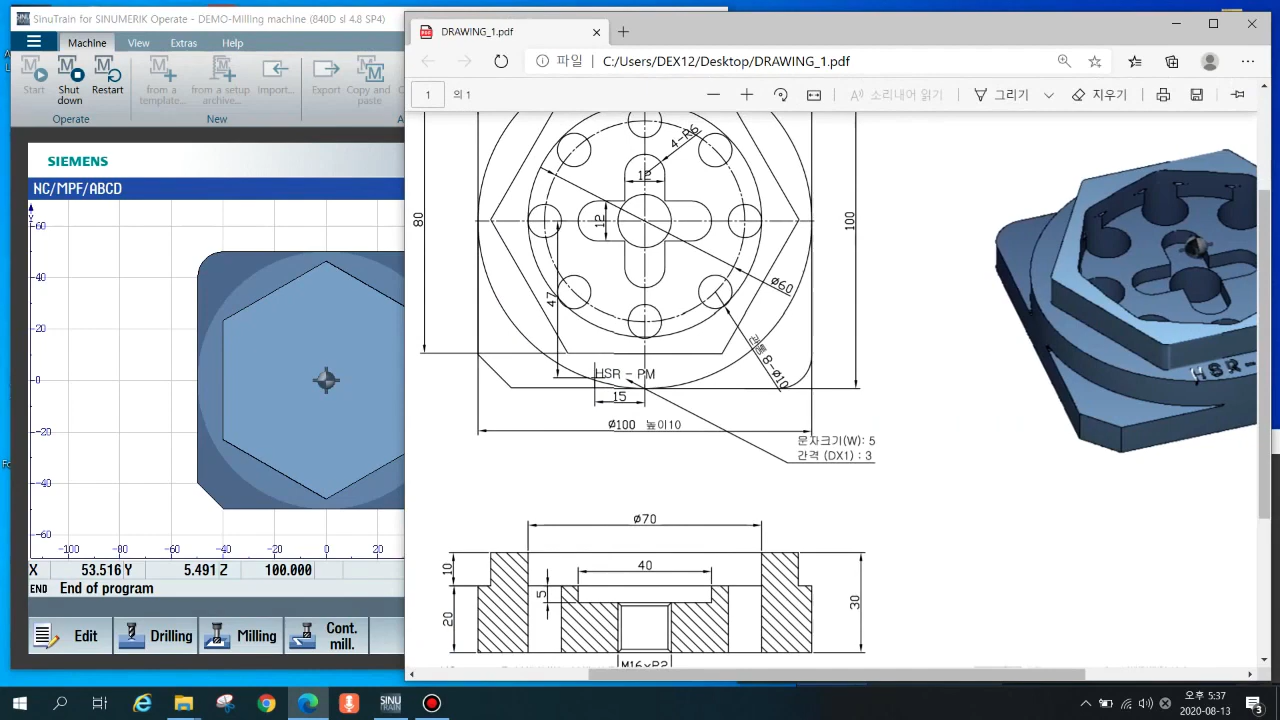 SinuTrain for SINUMERIK Operate - DEMO-Milling machine (840D sl 4.8 SP4)
Machine View Extras Help
Start
Shut down
Restart
from a template...
from a setup archive...
Import...
Export
Copy and paste
Operate
New
SIEMENS
NC/MPF/ABCD
Y
60
40
20
0
-20
-40
-60
-100 -80 -60 -40 -20 0 20
X 53.516 Y 5.491 Z 100.000
END End of program
Edit
Drilling
Milling
Cont. mill.
DRAWING_1.pdf
파일 C:/Users/DEX12/Desktop/DRAWING_1.pdf
1 의 1
소리내어 읽기
그리기
지우기
4-R6
12
12
80
100
ø60
47
관통 8-ø10
HSR - PM
15
ø100 높이10
문자크기(W): 5
간격 (DX1) : 3
HSR-
ø70
10
40
5
20
30
M16xP2
오후 5:37
2020-08-13
3